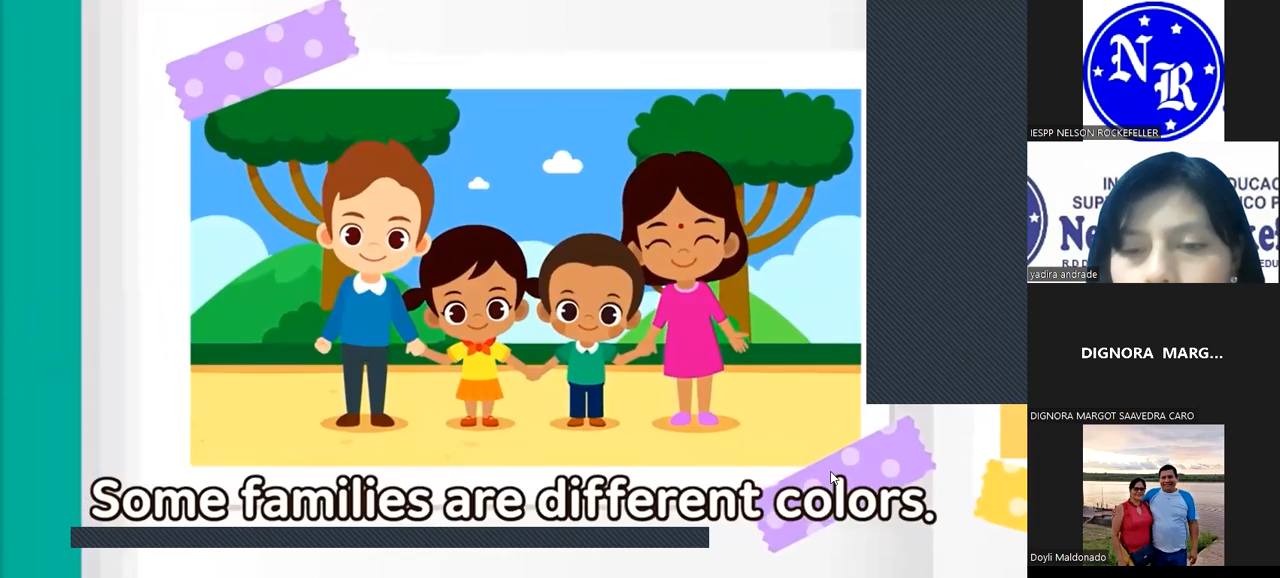 Some families are different colors.
NR
IESPP NELSON ROCKEFELLER
yadira andrade
DIGNORA MARG...
DIGNORA MARGOT SAAVEDRA CARO
Doyli Maldonado